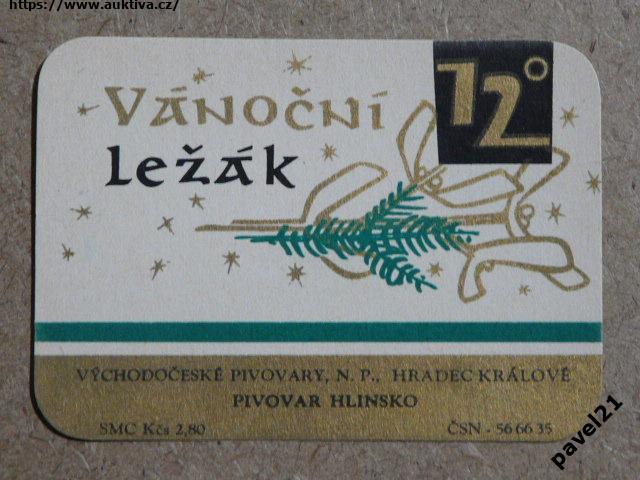 https://www.auktiva.cz/
12°
Vánoční
ležák
VÝCHODOČESKÉ PIVOVARY, N. P., HRADEC KRÁLOVÉ
PIVOVAR HLINSKO
SMC Kčs 2,80
ČSN - 56 66 35
pavel21